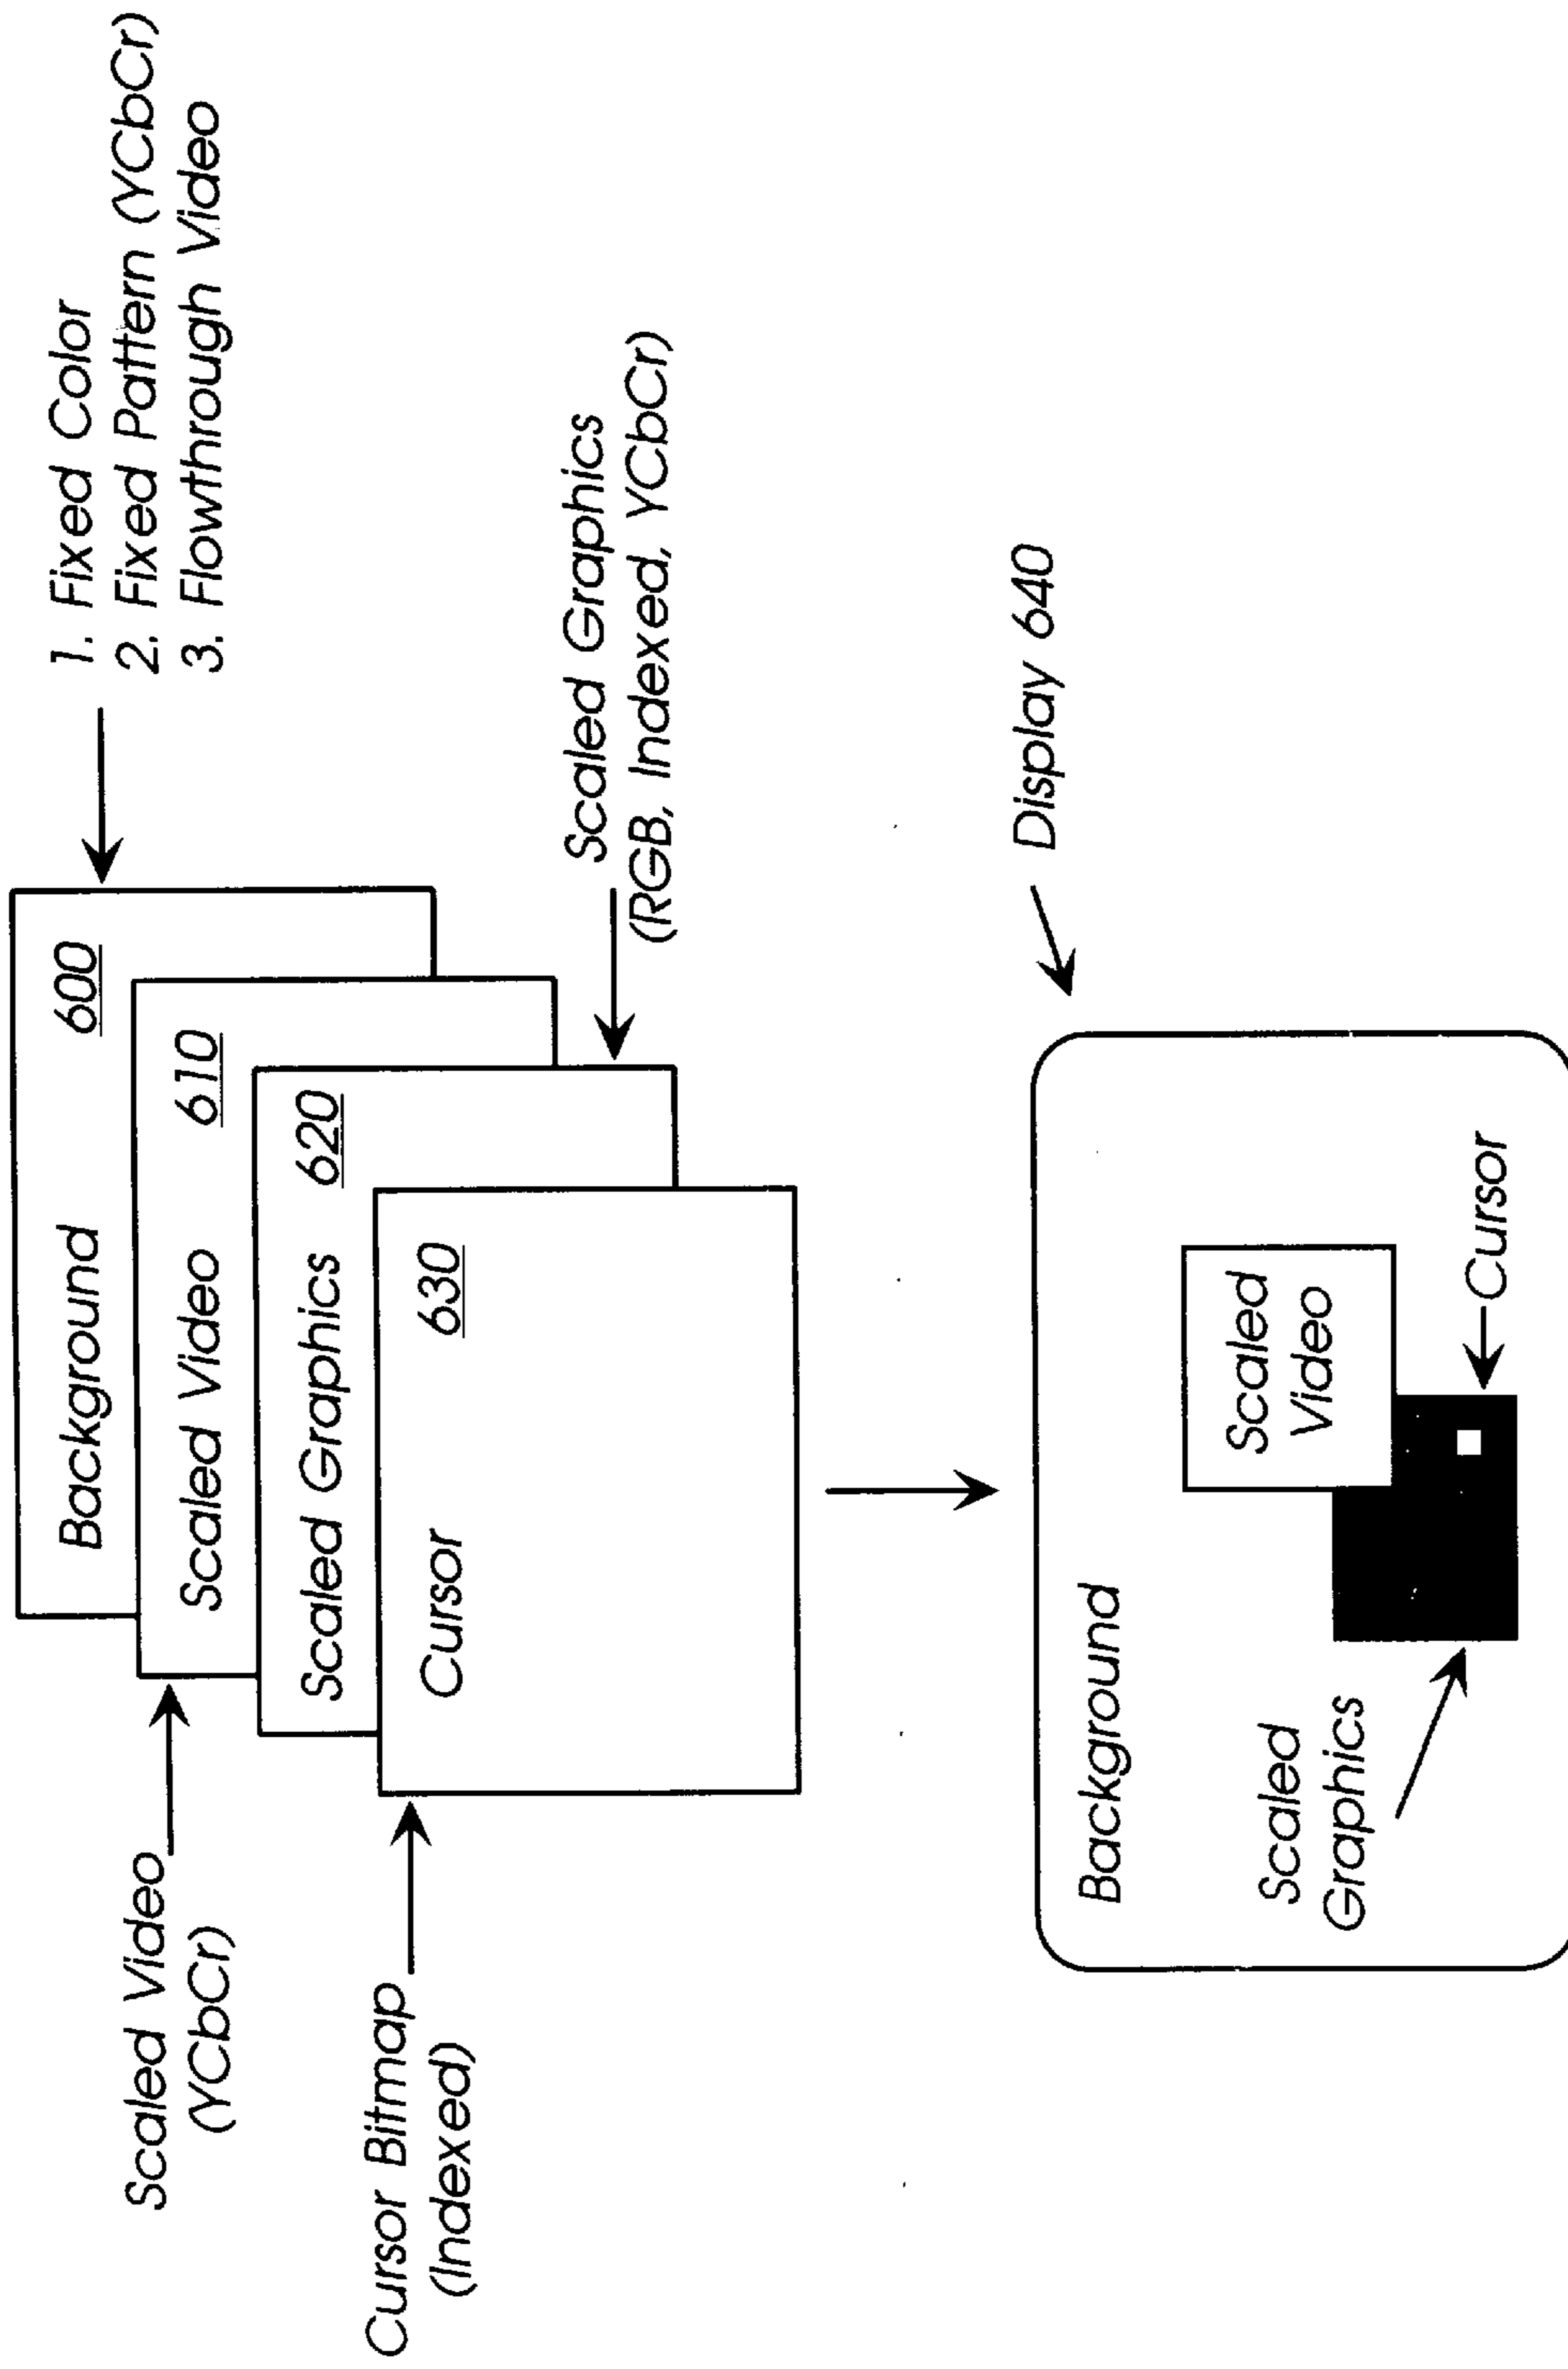 1. Fixed Color
2. Fixed Pattern (YCbCr)
3. Flowthrough Video
Background 600
Scaled Video
(YCbCr)
Scaled Video 610
Scaled Graphics 620
Cursor Bitmap
(Indexed)
Cursor 630
Scaled Graphics
(RGB, Indexed, YCbCr)
Display 640
Background
Scaled
Graphics
Scaled
Video
Cursor